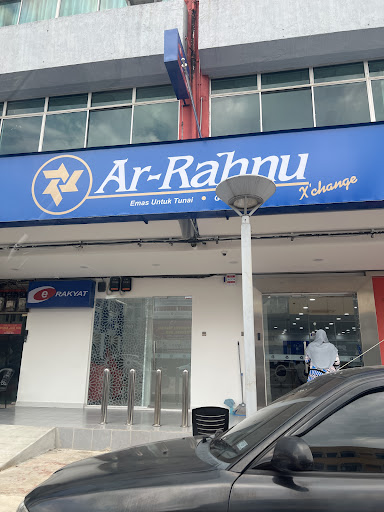 Ar-Rahnu
X'change
Emas Untuk Tunai •
e RAKYAT